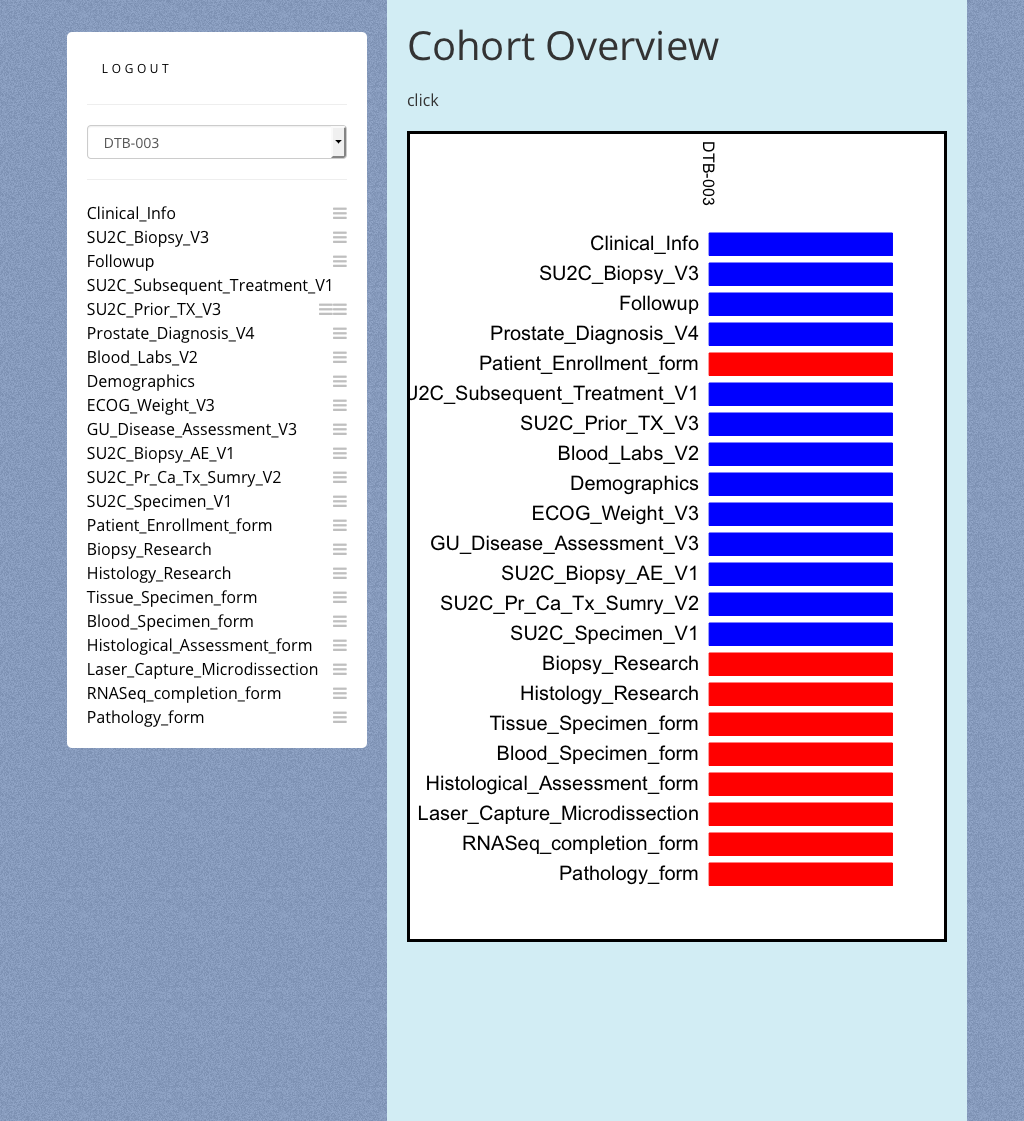 LOGOUT
DTB-003
Clinical_Info
SU2C_Biopsy_V3
Followup
SU2C_Subsequent_Treatment_V1
SU2C_Prior_TX_V3
Prostate_Diagnosis_V4
Blood_Labs_V2
Demographics
ECOG_Weight_V3
GU_Disease_Assessment_V3
SU2C_Biopsy_AE_V1
SU2C_Pr_Ca_Tx_Sumry_V2
SU2C_Specimen_V1
Patient_Enrollment_form
Biopsy_Research
Histology_Research
Tissue_Specimen_form
Blood_Specimen_form
Histological_Assessment_form
Laser_Capture_Microdissection
RNASeq_completion_form
Pathology_form
Cohort Overview
click
DTB-003
Clinical_Info
SU2C_Biopsy_V3
Followup
Prostate_Diagnosis_V4
Patient_Enrollment_form
U2C_Subsequent_Treatment_V1
SU2C_Prior_TX_V3
Blood_Labs_V2
Demographics
ECOG_Weight_V3
GU_Disease_Assessment_V3
SU2C_Biopsy_AE_V1
SU2C_Pr_Ca_Tx_Sumry_V2
SU2C_Specimen_V1
Biopsy_Research
Histology_Research
Tissue_Specimen_form
Blood_Specimen_form
Histological_Assessment_form
Laser_Capture_Microdissection
RNASeq_completion_form
Pathology_form